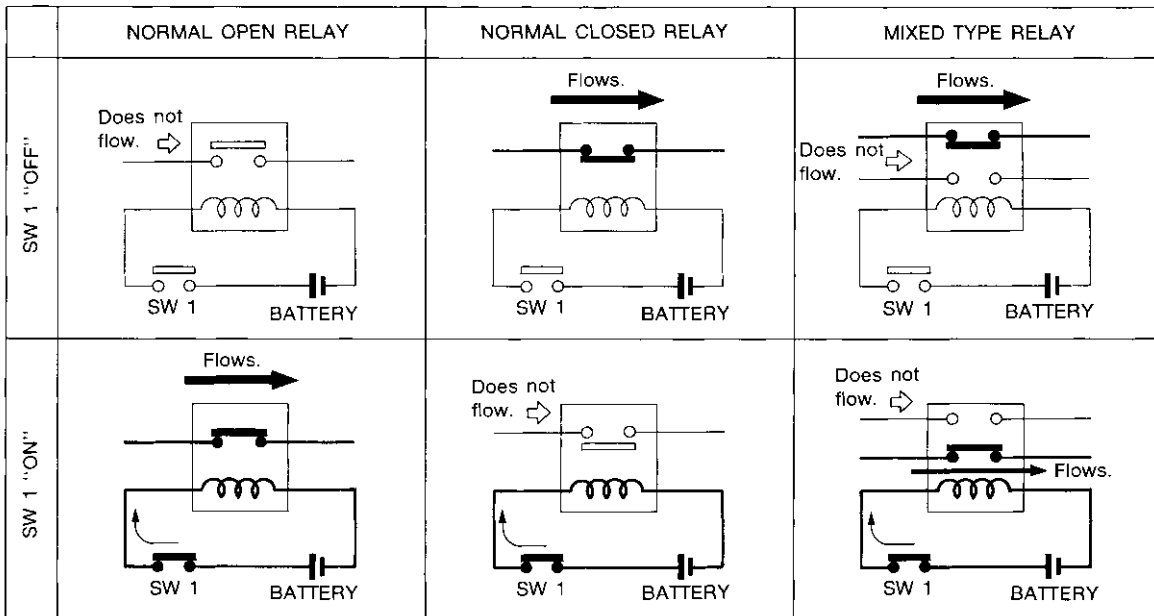 NORMAL OPEN RELAY
NORMAL CLOSED RELAY
MIXED TYPE RELAY
SW 1 "OFF"
Does not
flow.
SW 1
BATTERY
Flows.
SW 1
BATTERY
Flows.
Does not
flow.
SW 1
BATTERY
SW 1 "ON"
Flows.
SW 1
BATTERY
Does not
flow.
SW 1
BATTERY
Does not
flow.
Flows.
SW 1
BATTERY